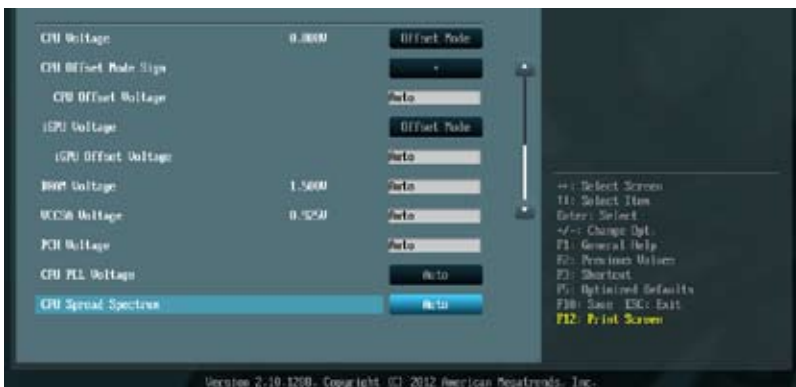 CPU Voltage 0.800V Offset Mode
CPU Offset Mode Sign
CPU Offset Voltage Auto
iGPU Voltage Offset Mode
iGPU Offset Voltage Auto
DRAM Voltage 1.500V Auto
VCCSA Voltage 0.925V Auto
PCH Voltage Auto
CPU PLL Voltage Auto
CPU Spread Spectrum Auto
Select Screen
Select Item
Enter: Select
+/-: Change Opt.
F1: General Help
F2: Previous Values
F3: Shortcut
F5: Optimized Defaults
F10: Save ESC: Exit
F12: Print Screen
Version 2.10.1208. Copyright (C) 2012 American Megatrends, Inc.